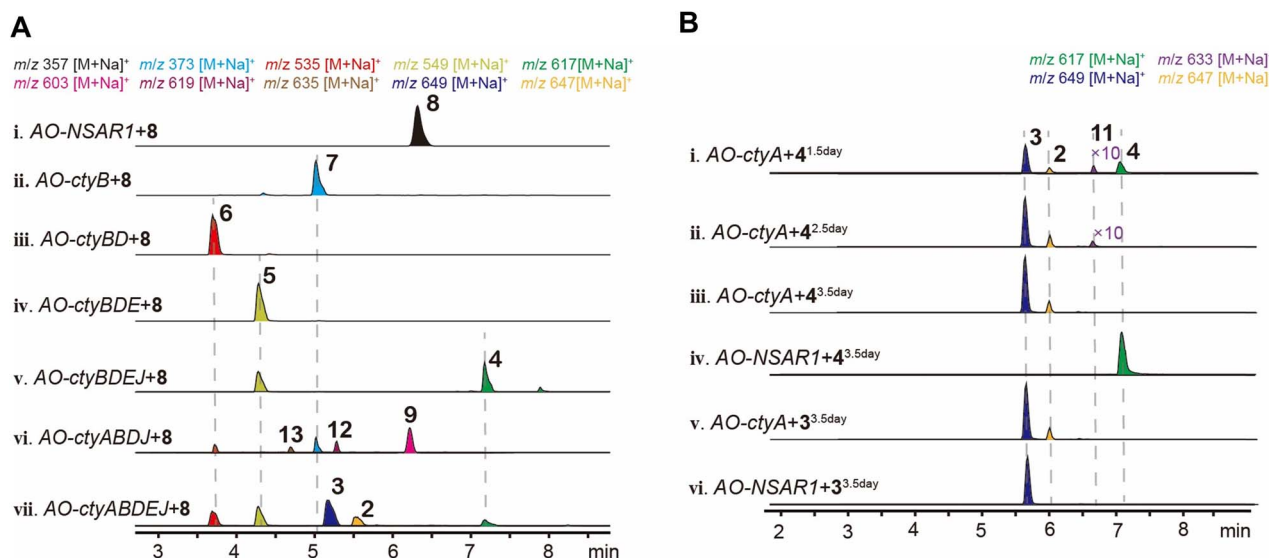 A
m/z 357 [M+Na]⁺ m/z 373 [M+Na]⁺ m/z 535 [M+Na]⁺ m/z 549 [M+Na]⁺ m/z 617[M+Na]⁺
m/z 603 [M+Na]⁺ m/z 619 [M+Na]⁺ m/z 635 [M+Na]⁺ m/z 649 [M+Na]⁺ m/z 647[M+Na]⁺
8
i. AO-NSAR1+8
7
ii. AO-ctyB+8
6
iii. AO-ctyBD+8
5
iv. AO-ctyBDE+8
4
v. AO-ctyBDEJ+8
13 12 9
vi. AO-ctyABDJ+8
3 2
vii. AO-ctyABDEJ+8
3 4 5 6 7 8 min
B
m/z 617 [M+Na]⁺ m/z 633 [M+Na]
m/z 649 [M+Na]⁺ m/z 647 [M+Na]
3 2 11 4
×10
i. AO-ctyA+4¹·⁵ᵈᵃʸ
×10
ii. AO-ctyA+4²·⁵ᵈᵃʸ
iii. AO-ctyA+4³·⁵ᵈᵃʸ
iv. AO-NSAR1+4³·⁵ᵈᵃʸ
v. AO-ctyA+3³·⁵ᵈᵃʸ
vi. AO-NSAR1+3³·⁵ᵈᵃʸ
2 3 4 5 6 7 8 min